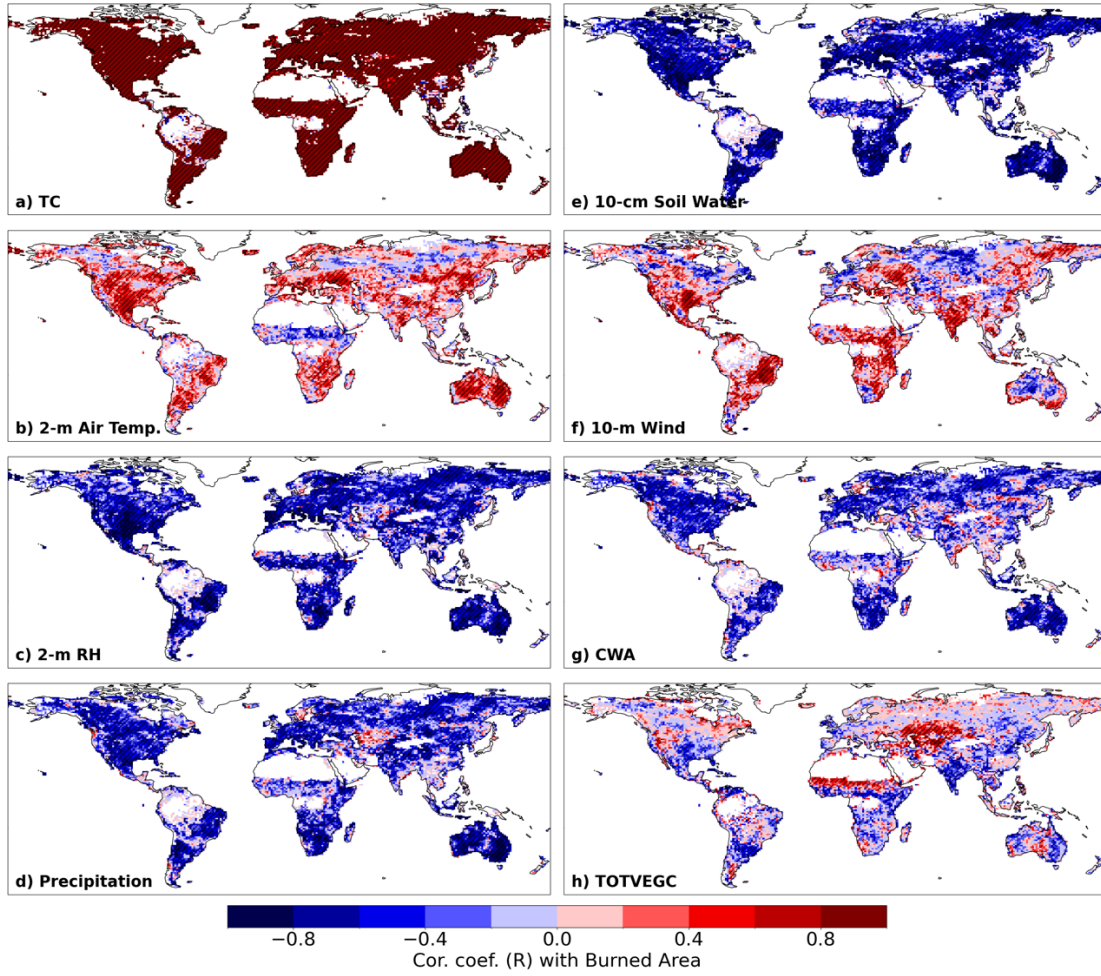 a) TC
e) 10-cm Soil Water
b) 2-m Air Temp.
f) 10-m Wind
c) 2-m RH
g) CWA
d) Precipitation
h) TOTVEGC
−0.8 −0.4 0.0 0.4 0.8
Cor. coef. (R) with Burned Area